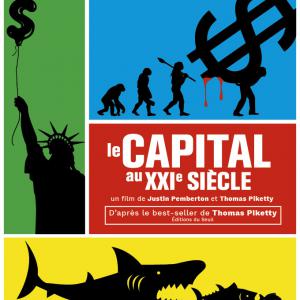 le CAPITAL
au XXIe SIÈCLE
un film de Justin Pemberton et Thomas Piketty
D'après le best-seller de Thomas Piketty
Éditions du Seuil